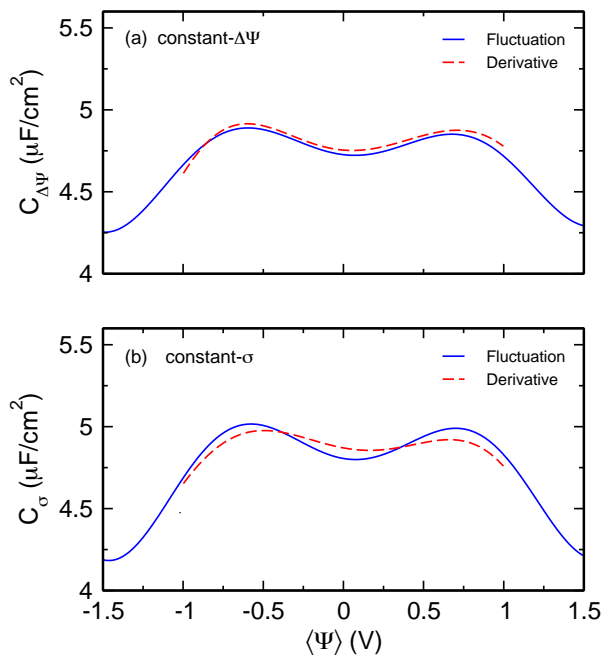 (a) constant-ΔΨ
Fluctuation
Derivative
C_ΔΨ (μF/cm²)
5.5
5
4.5
4
(b) constant-σ
Fluctuation
Derivative
C_σ (μF/cm²)
5.5
5
4.5
4
-1.5 -1 -0.5 0 0.5 1 1.5
⟨Ψ⟩ (V)